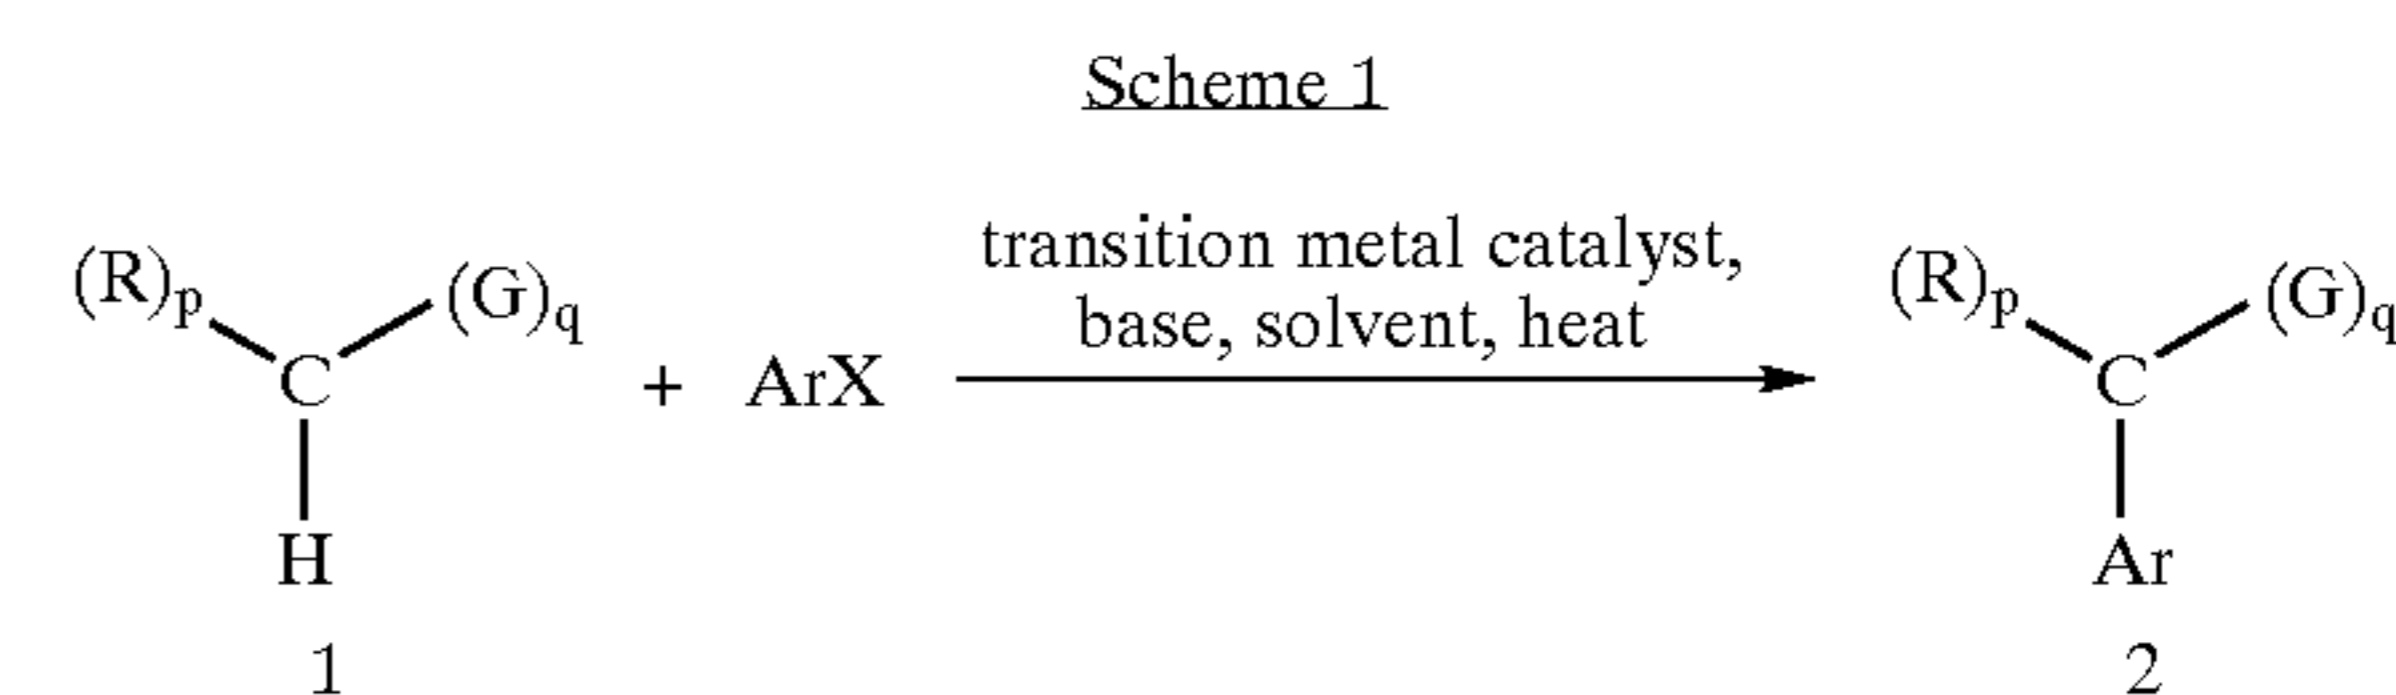 Scheme 1
transition metal catalyst,
base, solvent, heat
(R)p (G)q
C
H
1
+ ArX
(R)p (G)q
C
Ar
2